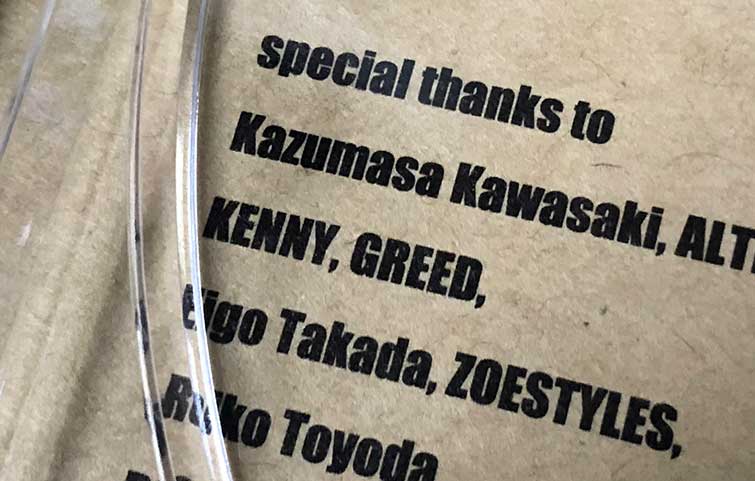 special thanks to
Kazumasa Kawasaki,
KENNY, GREED,
Eigo Takada, ZOESTYLES,
Toyoda